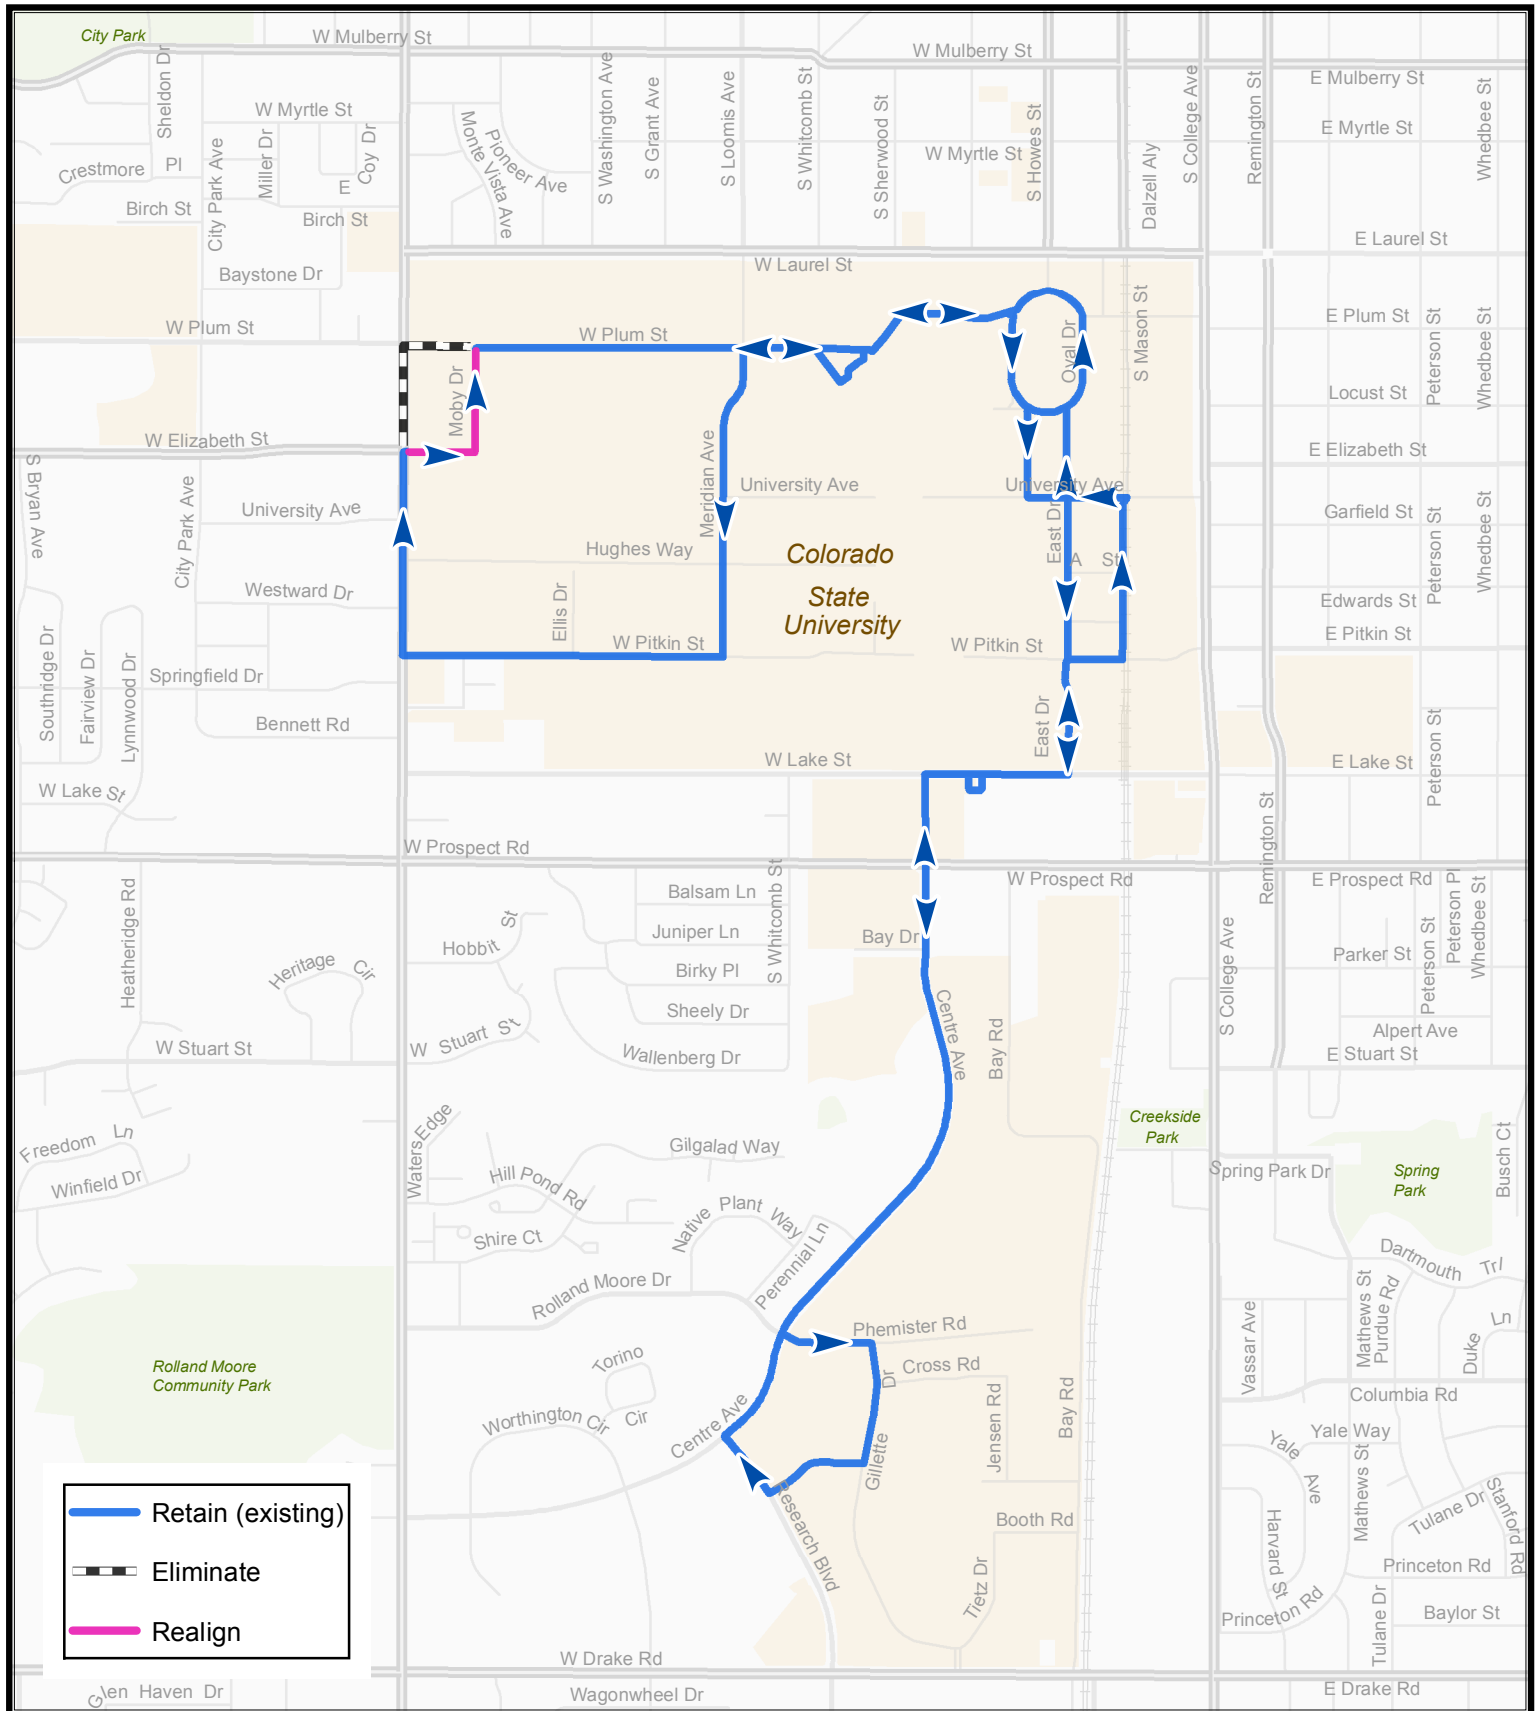 City Park
W Mulberry St
W Mulberry St
E Mulberry St
Sheldon Dr
W Myrtle St
Miller Dr
Coy Dr
E
Crestmore Pl
City Park Ave
Birch St
Birch St
Baystone Dr
Monte Vista Ave
Pioneer Ave
S Washington Ave
S Grant Ave
S Loomis Ave
S Whitcomb St
S Sherwood St
W Myrtle St
S Howes St
Dalzell Aly
S College Ave
Remington St
E Myrtle St
Whedbee St
W Laurel St
E Laurel St
W Plum St
W Plum St
Oval Dr
S Mason St
E Plum St
Peterson St
Whedbee St
Locust St
Moby Dr
W Elizabeth St
E Elizabeth St
S Bryan Ave
City Park Ave
University Ave
Meridian Ave
University Ave
University Ave
Garfield St
Peterson St
Whedbee St
Hughes Way
Colorado
State
University
East Dr
A St
Westward Dr
Ellis Dr
Edwards St
E Pitkin St
W Pitkin St
W Pitkin St
Southridge Dr
Fairview Dr
Lynnwood Dr
Springfield Dr
Bennett Rd
East Dr
Peterson St
W Lake St
E Lake St
W Lake St
Remington St
W Prospect Rd
W Prospect Rd
E Prospect Rd
Heatheridge Rd
Balsam Ln
Juniper Ln
Birky Pl
Sheely Dr
Wallenberg Dr
S Whitcomb St
Hobbit St
Heritage Cir
Bay Dr
Centre Ave
Bay Rd
S College Ave
Parker St
Peterson St
Peterson Pl
Whedbee St
Alpert Ave
E Stuart St
W Stuart St
W Stuart St
Creekside
Park
Freedom Ln
Winfield Dr
Waters Edge
Gilgalad Way
Hill Pond Rd
Shire Ct
Native Plant Way
Perennial Ln
Spring Park Dr
Spring
Park
Busch Ct
Dartmouth Trl
Rolland Moore Dr
Phemister Rd
Cross Rd
Gillette Dr
Vassar Ave
Mathews St
Purdue Rd
Duke Ln
Rolland Moore
Community Park
Torino Cir
Worthington Cir
Centre Ave
Jensen Rd
Bay Rd
Columbia Rd
Yale Way
Yale Ave
Mathews St
Research Blvd
Booth Rd
Tietz Dr
Harvard St
Tulane Dr
Stanford Rd
Princeton Rd
Princeton Rd
Tulane Dr
Baylor St
Retain (existing)
Eliminate
Realign
W Drake Rd
E Drake Rd
Glen Haven Dr
Wagonwheel Dr